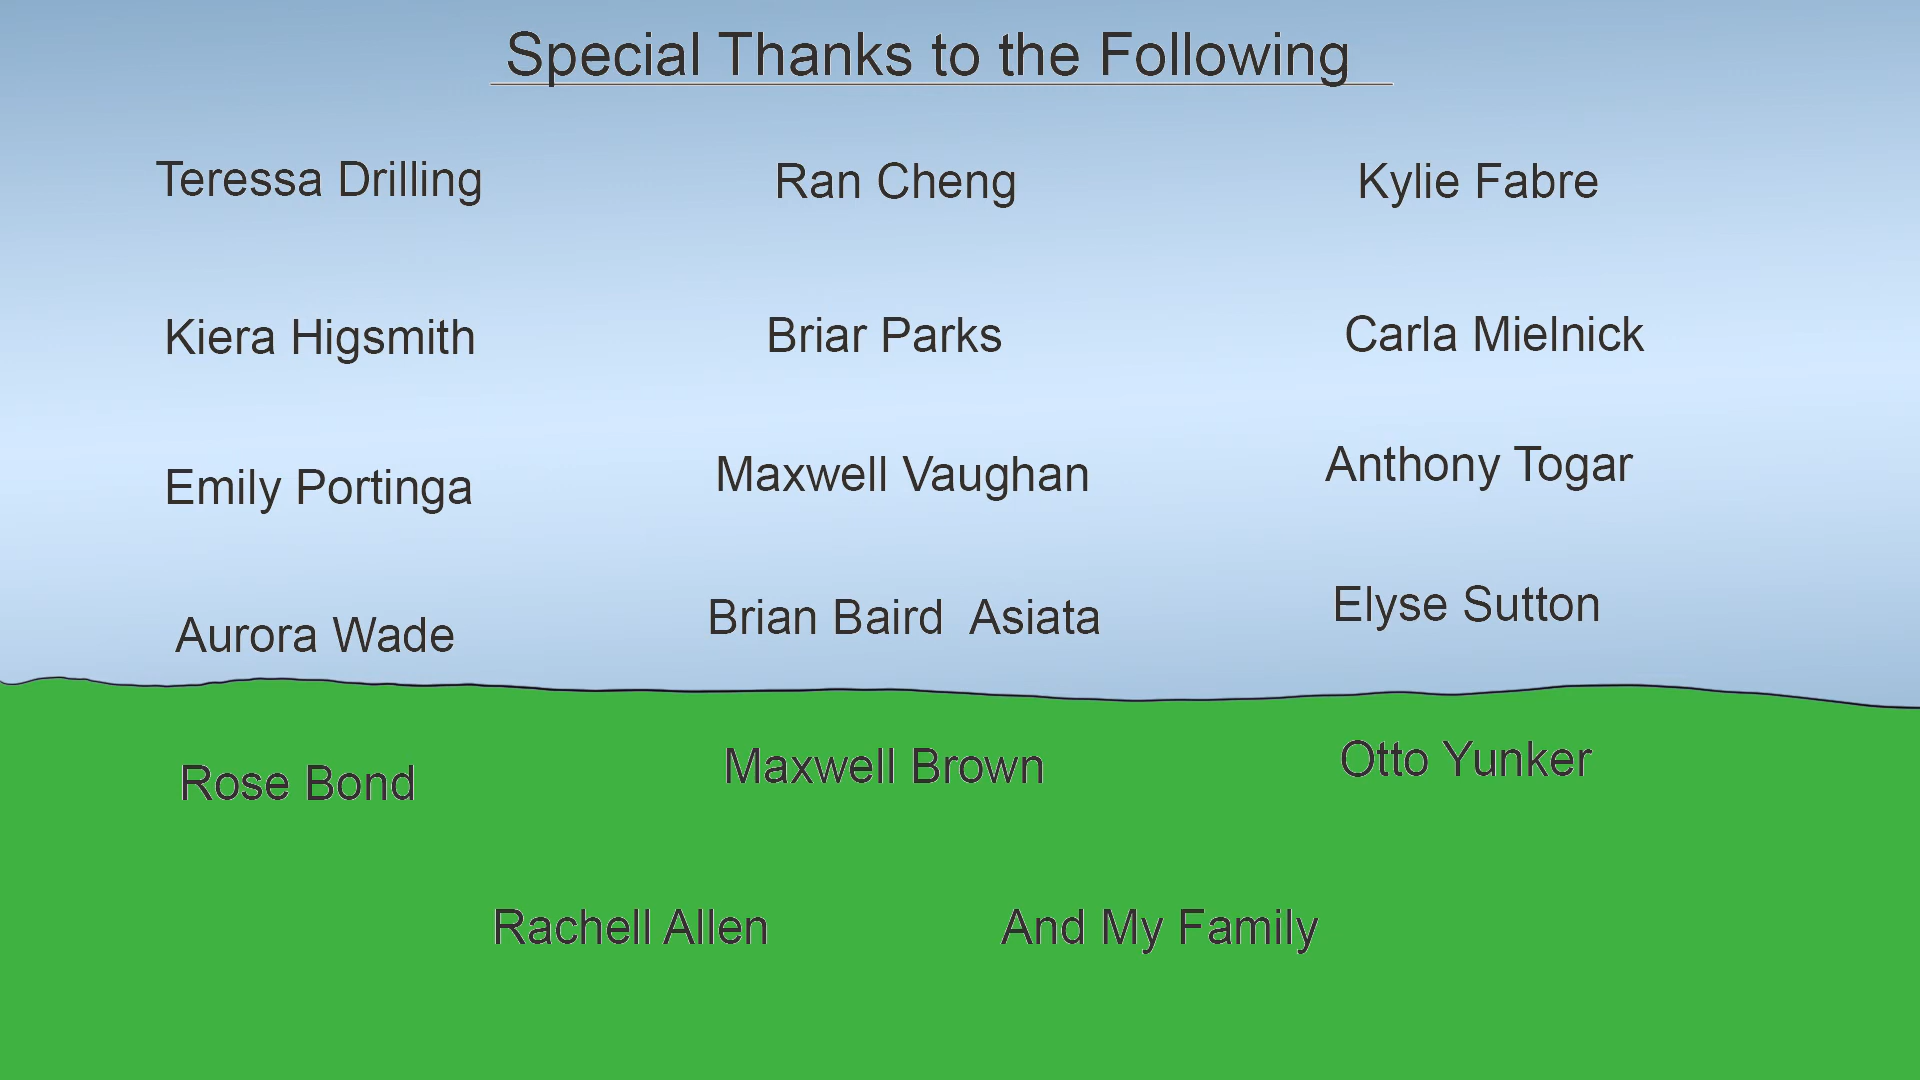 Special Thanks to the Following
Teressa Drilling
Ran Cheng
Kylie Fabre
Kiera Higsmith
Briar Parks
Carla Mielnick
Emily Portinga
Maxwell Vaughan
Anthony Togar
Aurora Wade
Brian Baird  Asiata
Elyse Sutton
Rose Bond
Maxwell Brown
Otto Yunker
Rachell Allen
And My Family